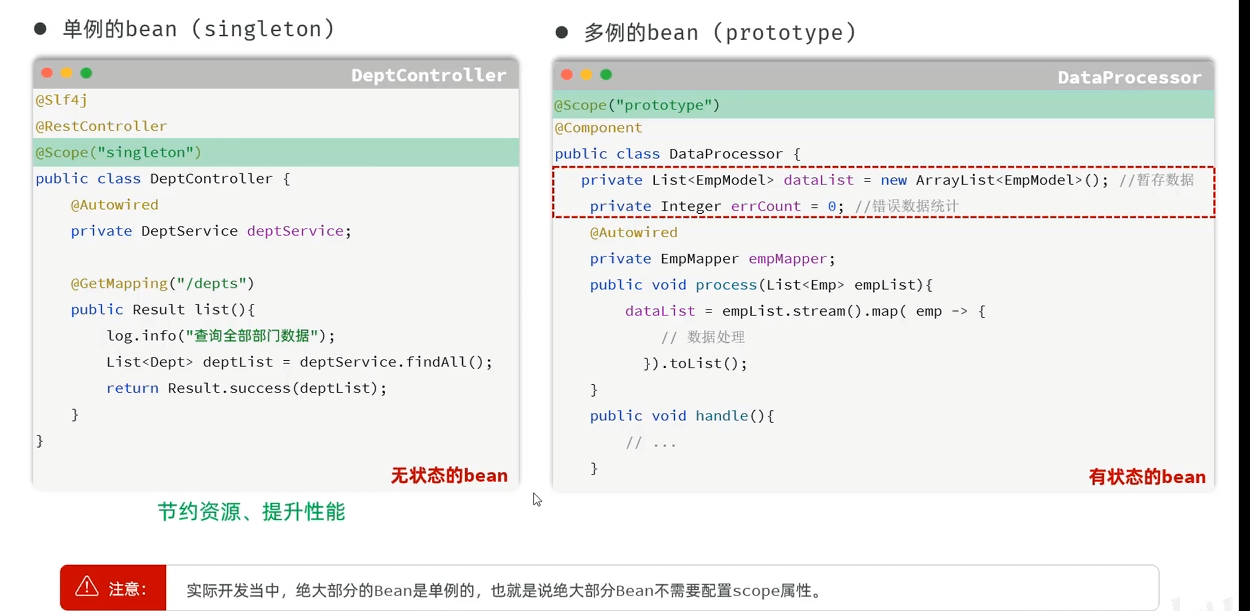 ● 单例的bean（singleton）
DeptController
@Slf4j
@RestController
@Scope("singleton")
public class DeptController {
    @Autowired
    private DeptService deptService;
    @GetMapping("/depts")
    public Result list(){
        log.info("查询全部部门数据");
        List<Dept> deptList = deptService.findAll();
        return Result.success(deptList);
    }
}
无状态的bean
节约资源、提升性能
● 多例的bean（prototype）
DataProcessor
@Scope("prototype")
@Component
public class DataProcessor {
    private List<EmpModel> dataList = new ArrayList<EmpModel>(); //暂存数据
    private Integer errCount = 0; //错误数据统计
    @Autowired
    private EmpMapper empMapper;
    public void process(List<Emp> empList){
        dataList = empList.stream().map( emp -> {
            // 数据处理
          }).toList();
    }
    public void handle(){
        // ...
    }
有状态的bean
注意：
实际开发当中，绝大部分的Bean是单例的，也就是说绝大部分Bean不需要配置scope属性。